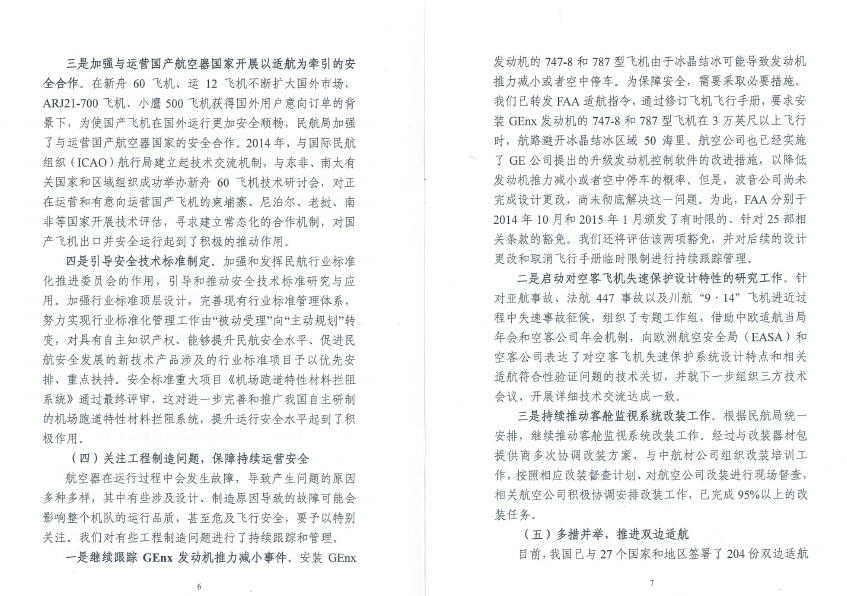 三是加强与运营国产航空器国家开展以适航为牵引的安
全合作。在新舟 60 飞机、运 12 飞机不断扩大国外市场，
ARJ21-700 飞机、小鹰 500 飞机获得国外用户意向订单的背
景下，为使国产飞机在国外运行更加安全顺畅，民航局加强
了与运营国产航空器国家的安全合作。2014 年，与国际民航
组织（ICAO）航行局建立起技术交流机制，与东非、南太有
关国家和区域组织成功举办新舟 60 飞机技术研讨会，对正
在运营和有意向运营国产飞机的柬埔寨、尼泊尔、老挝、南
非等国家开展技术评估，寻求建立常态化的合作机制，对国
产飞机出口并安全运行起到了积极的推动作用。
四是引导安全技术标准制定。加强和发挥民航行业标准
化推进委员会的作用，引导和推动安全技术标准研究与应
用。加强行业标准顶层设计，完善现有行业标准管理体系，
努力实现行业标准化管理工作由“被动受理”向“主动规划”转
变，对具有自主知识产权、能够提升民航安全水平、促进民
航安全发展的新技术产品涉及的行业标准项目予以优先安
排、重点扶持。安全标准重大项目《机场跑道特性材料拦阻
系统》通过最终评审，这对进一步完善和推广我国自主研制
的机场跑道特性材料拦阻系统，提升运行安全水平起到了积
极作用。
（四）关注工程制造问题，保障持续运营安全
航空器在运行过程中会发生故障，导致产生问题的原因
多种多样，其中有些涉及设计、制造原因导致的故障可能会
影响整个机队的运行品质，甚至危及飞行安全，要予以特别
关注。我们对有些工程制造问题进行了持续跟踪和管理。
一是继续跟踪 GEnx 发动机推力减小事件。安装 GEnx
6
发动机的 747-8 和 787 型飞机由于冰晶结冰可能导致发动机
推力减小或者空中停车。为保障安全，需要采取必要措施。
我们已转发 FAA 适航指令，通过修订飞机飞行手册，要求安
装 GEnx 发动机的 747-8 和 787 型飞机在 3 万英尺以上飞行
时，航路避开冰晶结冰区域 50 海里。航空公司也已经实施
了 GE 公司提出的升级发动机控制软件的改进措施，以降低
发动机推力减小或者空中停车的概率。但是，波音公司尚未
完成设计更改，尚未彻底解决这一问题。为此，FAA 分别于
2014 年 10 月和 2015 年 1 月颁发了有时限的、针对 25 部相
关条款的豁免。我们还将评估该两项豁免，并对后续的设计
更改和取消飞行手册临时限制进行持续跟踪管理。
二是启动对空客飞机失速保护设计特性的研究工作。针
对亚航事故、法航 447 事故以及川航 “9·14” 飞机进近过
程中失速事故征候，组织了专题工作组，借助中欧适航当局
年会和空客公司年会机制，向欧洲航空安全局（EASA）和
空客公司表达了对空客飞机失速保护系统设计特点和相关
适航符合性验证问题的技术关切，并就下一步组织三方技术
会议、开展详细技术交流达成一致。
三是持续推动客舱监视系统改装工作。根据民航局统一
安排，继续推动客舱监视系统改装工作。经过与改装器材包
提供商多次协调改装方案，与中航材公司组织改装培训工
作，按照相应改装督查计划、对航空公司改装进行现场督查，
相关航空公司积极协调安排改装工作，已完成 95%以上的改
装任务。
（五）多措并举，推进双边适航
目前，我国已与 27 个国家和地区签署了 204 份双边适航
7